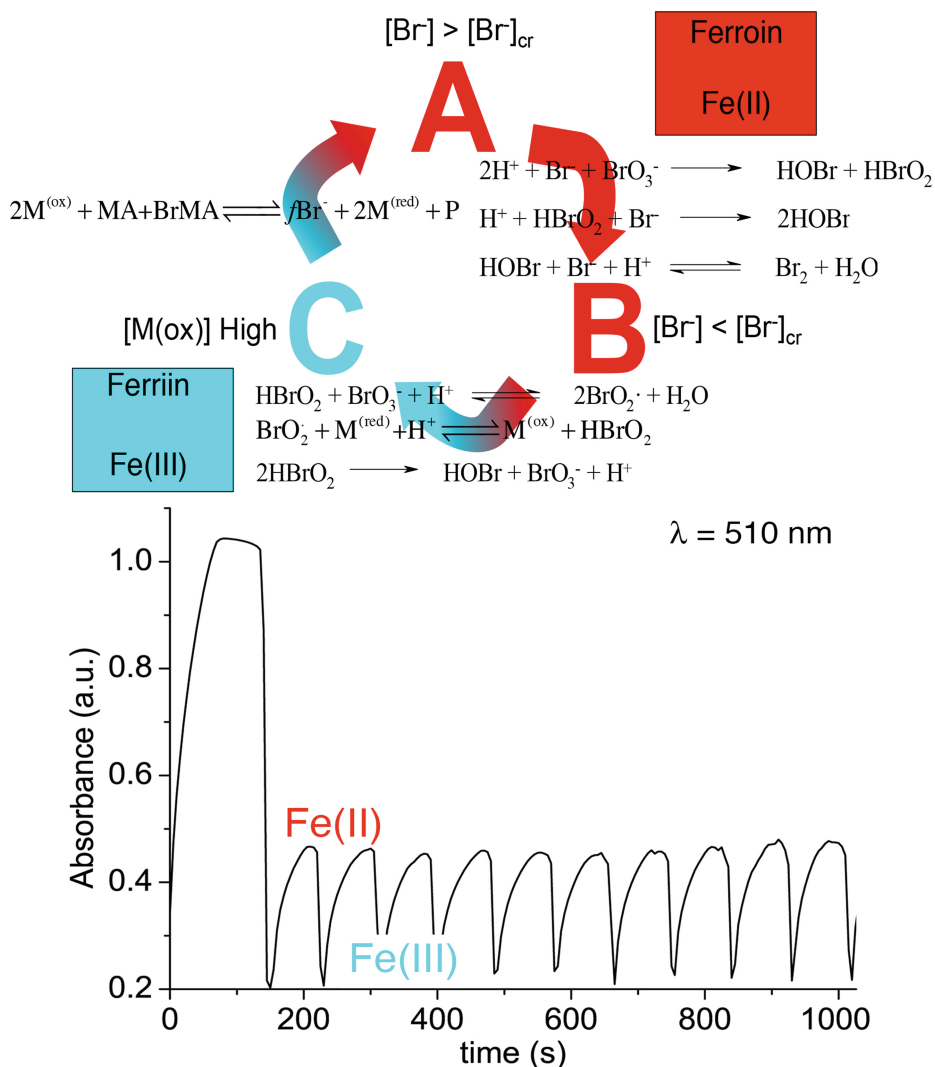 [Br⁻] > [Br⁻]cr
Ferroin
Fe(II)
A
2H⁺ + Br⁻ + BrO₃⁻ → HOBr + HBrO₂
2M(ox) + MA+BrMA ⇌ fBr⁻ + 2M(red) + P
H⁺ + HBrO₂ + Br⁻ → 2HOBr
HOBr + Br⁻ + H⁺ ⇌ Br₂ + H₂O
[M(ox)] High
C
B
[Br⁻] < [Br⁻]cr
Ferriin
Fe(III)
HBrO₂ + BrO₃⁻ + H⁺ ⇌ 2BrO₂· + H₂O
BrO₂· + M(red) +H⁺ ⇌ M(ox) + HBrO₂
2HBrO₂ → HOBr + BrO₃⁻ + H⁺
λ = 510 nm
Absorbance (a.u.)
1.0
0.8
0.6
0.4
0.2
Fe(II)
Fe(III)
0 200 400 600 800 1000
time (s)